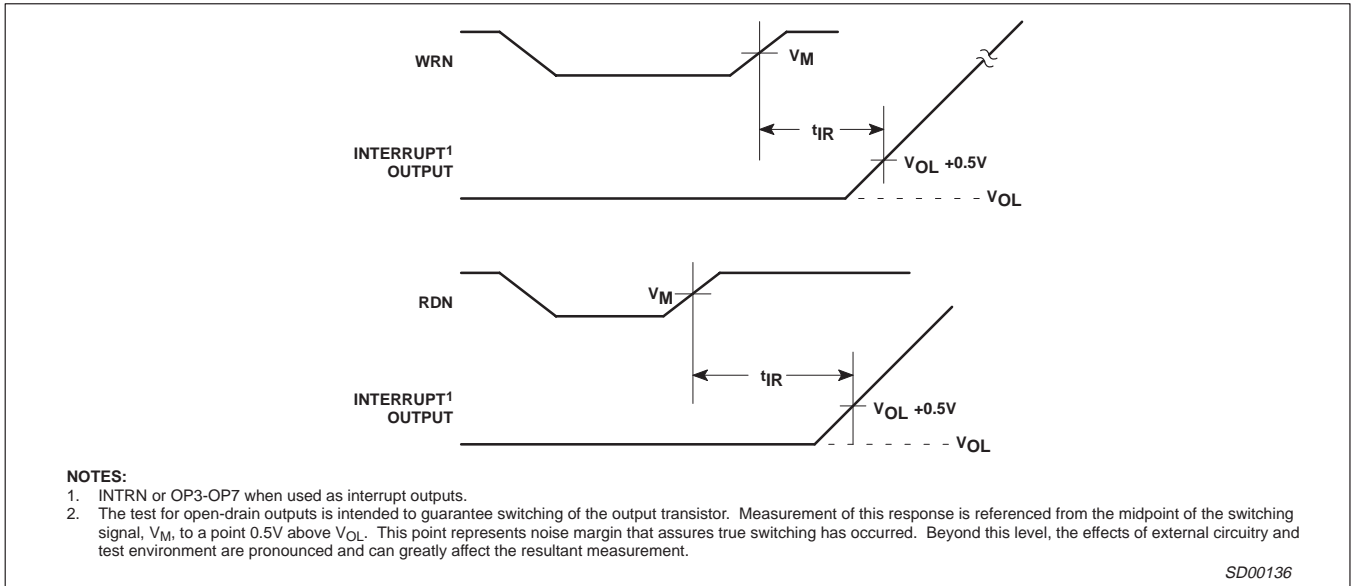 WRN
VM
tIR
INTERRUPT1
OUTPUT
VOL +0.5V
VOL
RDN
VM
tIR
INTERRUPT1
OUTPUT
VOL +0.5V
VOL
NOTES:
1. INTRN or OP3-OP7 when used as interrupt outputs.
2. The test for open-drain outputs is intended to guarantee switching of the output transistor. Measurement of this response is referenced from the midpoint of the switching
signal, VM, to a point 0.5V above VOL. This point represents noise margin that assures true switching has occurred. Beyond this level, the effects of external circuitry and
test environment are pronounced and can greatly affect the resultant measurement.
SD00136